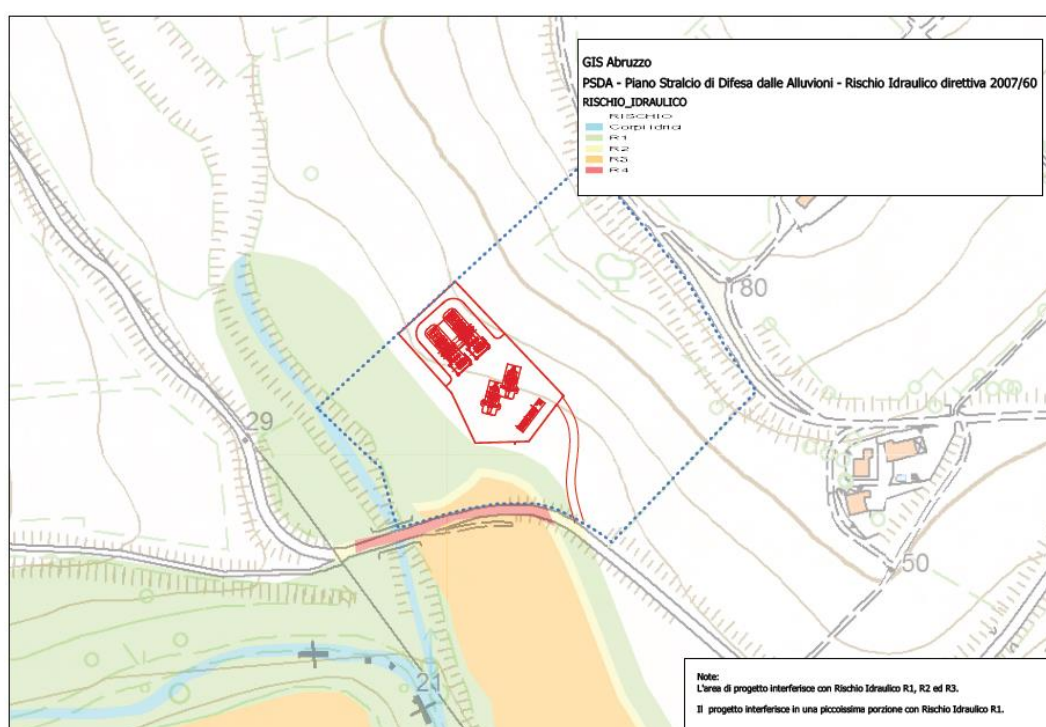 GIS Abruzzo
PSDA - Piano Stralcio di Difesa dalle Alluvioni - Rischio Idraulico direttiva 2007/60
RISCHIO_IDRAULICO
RISCHIO
Corpi idrici
R1
R2
R3
R4
80
29
50
21
Note:
L'area di progetto interferisce con Rischio Idraulico R1, R2 ed R3.
Il progetto interferisce in una piccoissima porzione con Rischio Idraulico R1.